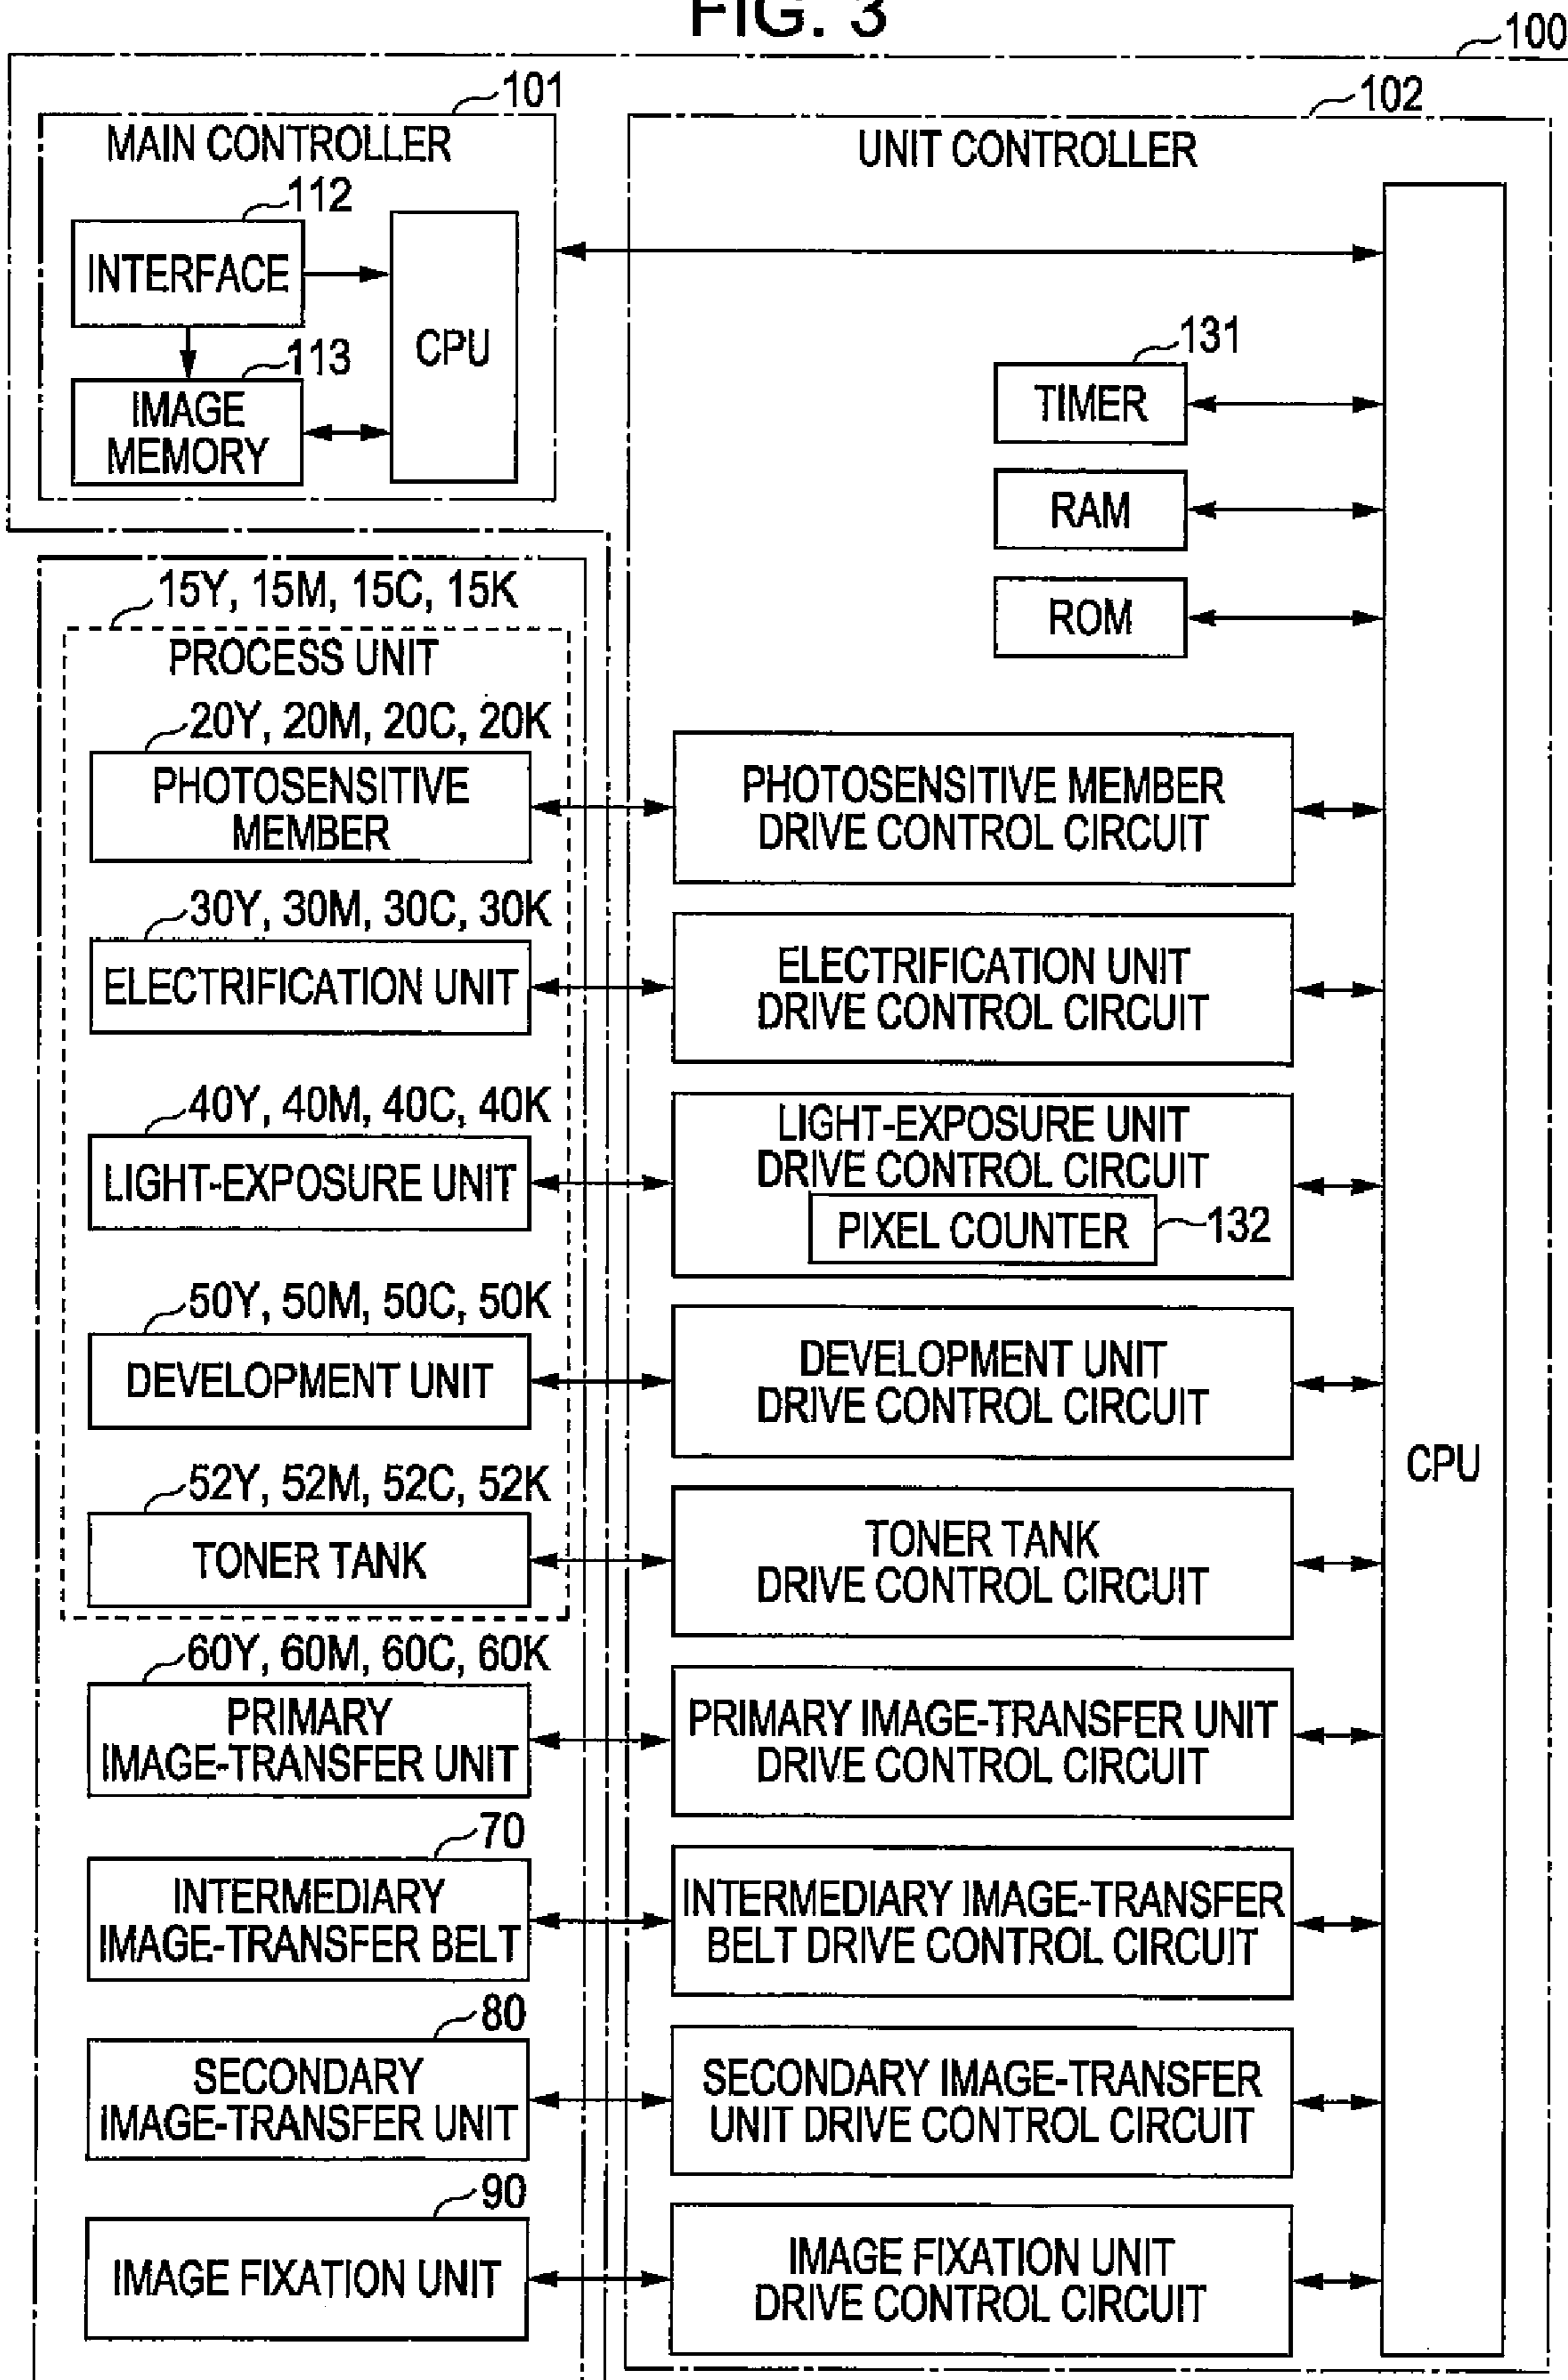 FIG. 3
100
101
MAIN CONTROLLER
112
INTERFACE
113
IMAGE
MEMORY
CPU
102
UNIT CONTROLLER
131
TIMER
RAM
ROM
15Y, 15M, 15C, 15K
PROCESS UNIT
20Y, 20M, 20C, 20K
PHOTOSENSITIVE
MEMBER
PHOTOSENSITIVE MEMBER
DRIVE CONTROL CIRCUIT
30Y, 30M, 30C, 30K
ELECTRIFICATION UNIT
ELECTRIFICATION UNIT
DRIVE CONTROL CIRCUIT
40Y, 40M, 40C, 40K
LIGHT-EXPOSURE UNIT
LIGHT-EXPOSURE UNIT
DRIVE CONTROL CIRCUIT
PIXEL COUNTER
132
50Y, 50M, 50C, 50K
DEVELOPMENT UNIT
DEVELOPMENT UNIT
DRIVE CONTROL CIRCUIT
CPU
52Y, 52M, 52C, 52K
TONER TANK
TONER TANK
DRIVE CONTROL CIRCUIT
60Y, 60M, 60C, 60K
PRIMARY
IMAGE-TRANSFER UNIT
PRIMARY IMAGE-TRANSFER UNIT
DRIVE CONTROL CIRCUIT
70
INTERMEDIARY
IMAGE-TRANSFER BELT
INTERMEDIARY IMAGE-TRANSFER
BELT DRIVE CONTROL CIRCUIT
80
SECONDARY
IMAGE-TRANSFER UNIT
SECONDARY IMAGE-TRANSFER
UNIT DRIVE CONTROL CIRCUIT
90
IMAGE FIXATION UNIT
IMAGE FIXATION UNIT
DRIVE CONTROL CIRCUIT